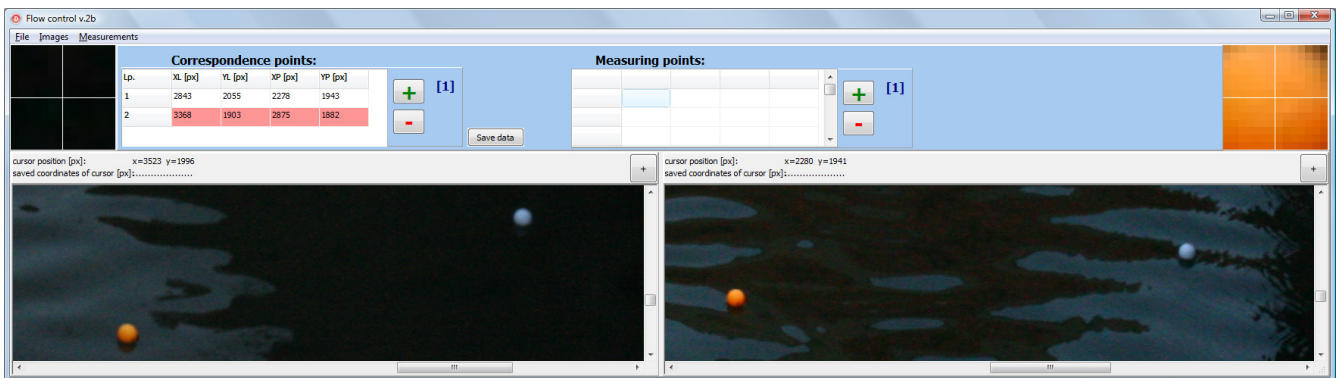 Flow control v.2b
File Images Measurements
Correspondence points:
Measuring points:
Lp. XL [px] YL [px] XP [px] YP [px]
1 2843 2055 2278 1943
2 3368 1903 2875 1882
+ [1]
-
Save data
+ [1]
-
cursor position [px]: x=3523 y=1996
saved coordinates of cursor [px]:...................
+
cursor position [px]: x=2280 y=1941
saved coordinates of cursor [px]:...................
+